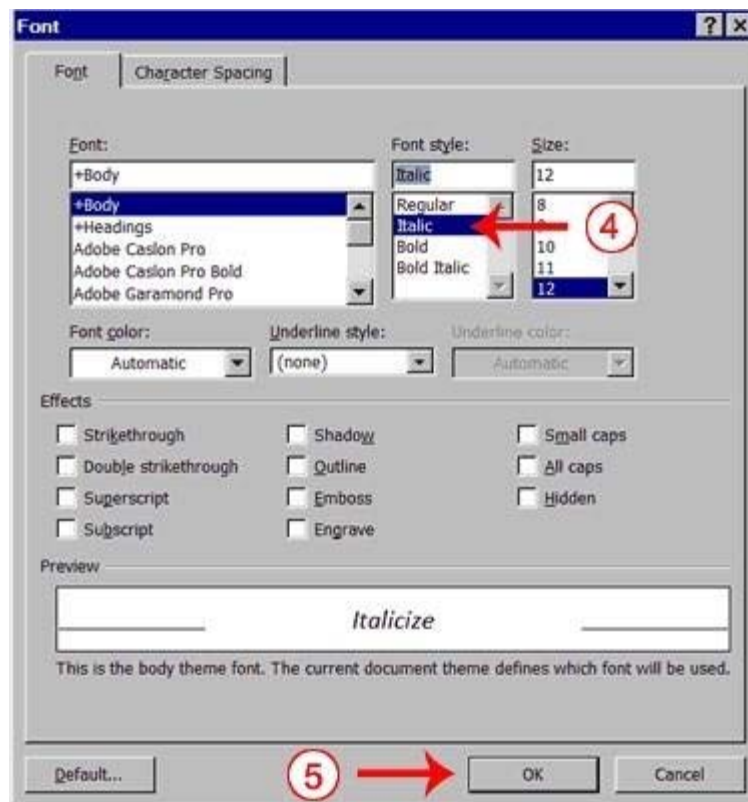 Font
? X
Font Character Spacing
Font: Font style: Size:
+Body Italic 12
+Body Regular 8
+Headings Italic 4
Adobe Caslon Pro Bold 10
Adobe Caslon Pro Bold Bold Italic 11
Adobe Garamond Pro 12
Font color: Underline style: Underline color:
Automatic (none) Automatic
Effects
Strikethrough Shadow Small caps
Double strikethrough Outline All caps
Superscript Emboss Hidden
Subscript Engrave
Preview
Italicize
This is the body theme font. The current document theme defines which font will be used.
Default... 5 OK Cancel